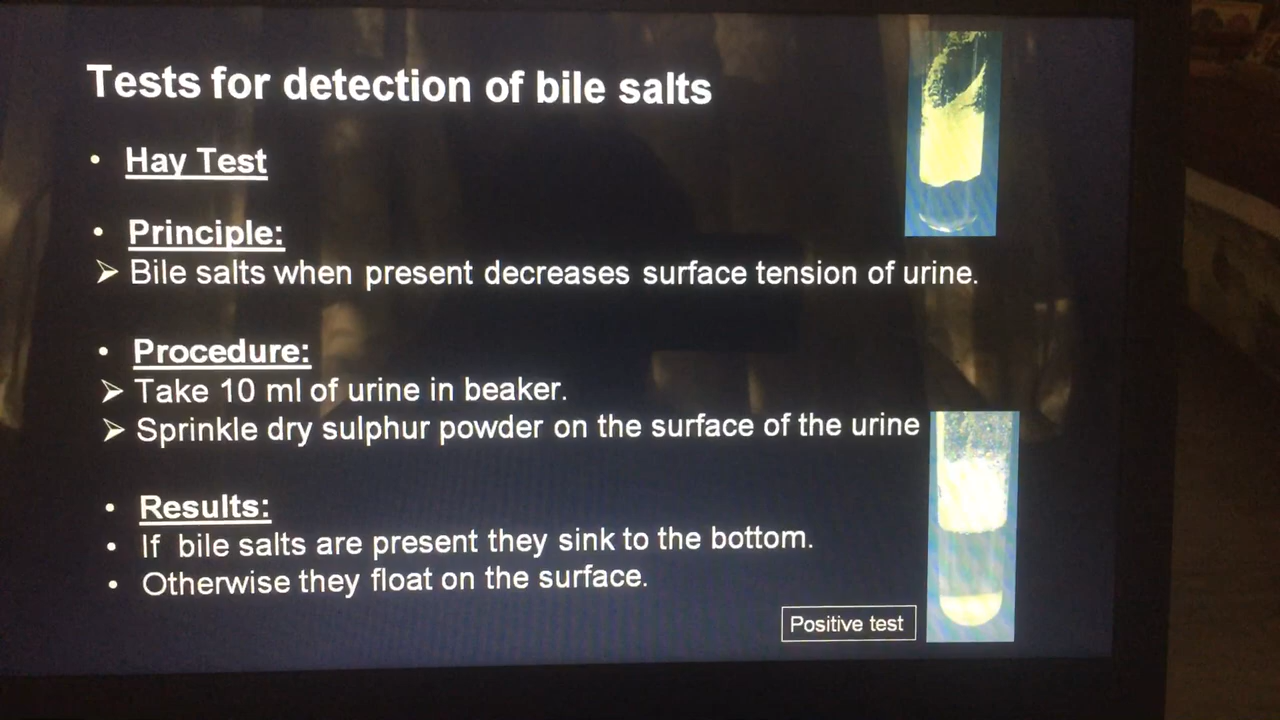 Tests for detection of bile salts
• Hay Test
• Principle:
➢ Bile salts when present decreases surface tension of urine.
• Procedure:
➢ Take 10 ml of urine in beaker.
➢ Sprinkle dry sulphur powder on the surface of the urine
• Results:
• If bile salts are present they sink to the bottom.
• Otherwise they float on the surface.
Positive test